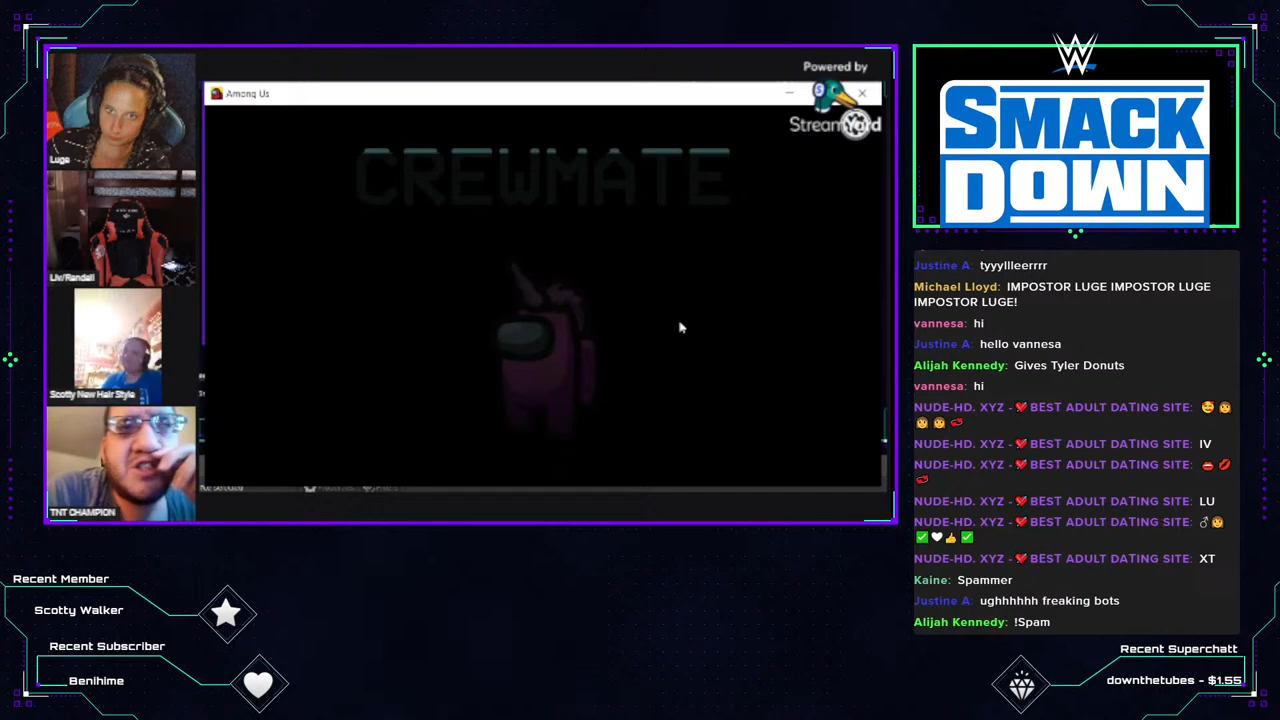 Powered by
StreamYard
Among Us
CREWMATE
Luge
Liv/Randall
Scotty New Hair Style
TNT CHAMPION
W
SMACK
DOWN
Justine A: tyyyllleerrrr
Michael Lloyd: IMPOSTOR LUGE IMPOSTOR LUGE
IMPOSTOR LUGE!
vannesa: hi
Justine A: hello vannesa
Alijah Kennedy: Gives Tyler Donuts
vannesa: hi
NUDE-HD. XYZ - 💘 BEST ADULT DATING SITE: 🥰 👩
👩 👩 💋
NUDE-HD. XYZ - 💘 BEST ADULT DATING SITE: IV
NUDE-HD. XYZ - 💘 BEST ADULT DATING SITE: 👄 💋
NUDE-HD. XYZ - 💘 BEST ADULT DATING SITE: LU
NUDE-HD. XYZ - 💘 BEST ADULT DATING SITE: ♂👩
✅🤍👍✅
NUDE-HD. XYZ - 💘 BEST ADULT DATING SITE: XT
Kaine: Spammer
Justine A: ughhhhhh freaking bots
Alijah Kennedy: !Spam
Recent Member
Scotty Walker
Recent Subscriber
Benihime
Recent Superchatt
downthetubes - $1.55